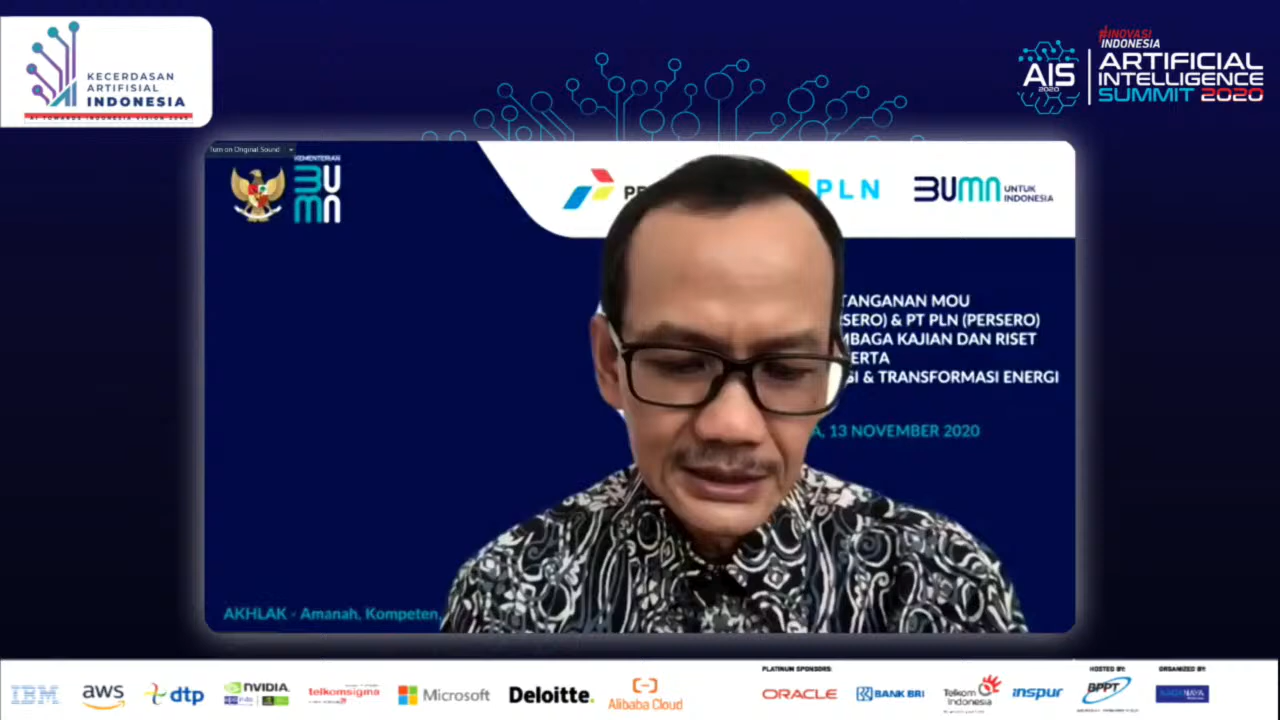 KECERDASAN
ARTIFISIAL
INDONESIA
#INOVASI
INDONESIA
AIS
2020
ARTIFICIAL
INTELLIGENCE
SUMMIT 2020
Turn on Original Sound
KEMENTERIAN
BUMN
PLN
BUMN
UNTUK
INDONESIA
TANGANAN MOU
SERO) & PT PLN (PERSERO)
MBAGA KAJIAN DAN RISET
ERTA
SI & TRANSFORMASI ENERGI
A, 13 NOVEMBER 2020
AKHLAK - Amanah, Kompeten,
PLATINUM SPONSORS:
HOSTED BY:
ORGANIZED BY:
IBM
aws
dtp
NVIDIA
telkomsigma
Microsoft
Deloitte.
Alibaba Cloud
ORACLE
BANK BRI
Telkom
Indonesia
inspur
BPPT